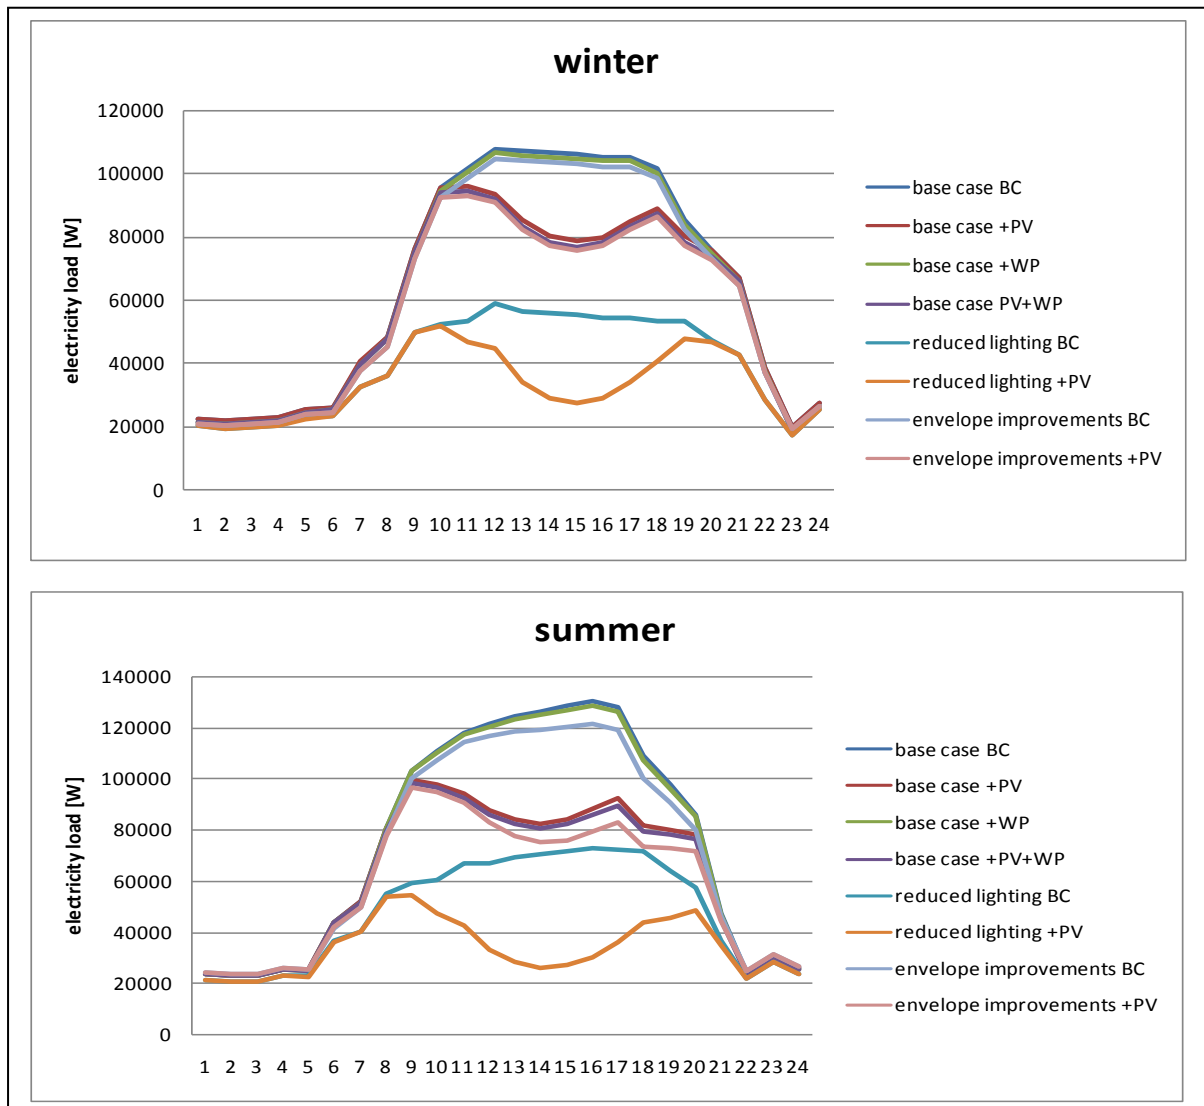 winter
electricity load [W]
120000
100000
80000
60000
40000
20000
0
1 2 3 4 5 6 7 8 9 10 11 12 13 14 15 16 17 18 19 20 21 22 23 24
base case BC
base case +PV
base case +WP
base case PV+WP
reduced lighting BC
reduced lighting +PV
envelope improvements BC
envelope improvements +PV
summer
electricity load [W]
140000
120000
100000
80000
60000
40000
20000
0
1 2 3 4 5 6 7 8 9 10 11 12 13 14 15 16 17 18 19 20 21 22 23 24
base case BC
base case +PV
base case +WP
base case +PV+WP
reduced lighting BC
reduced lighting +PV
envelope improvements BC
envelope improvements +PV